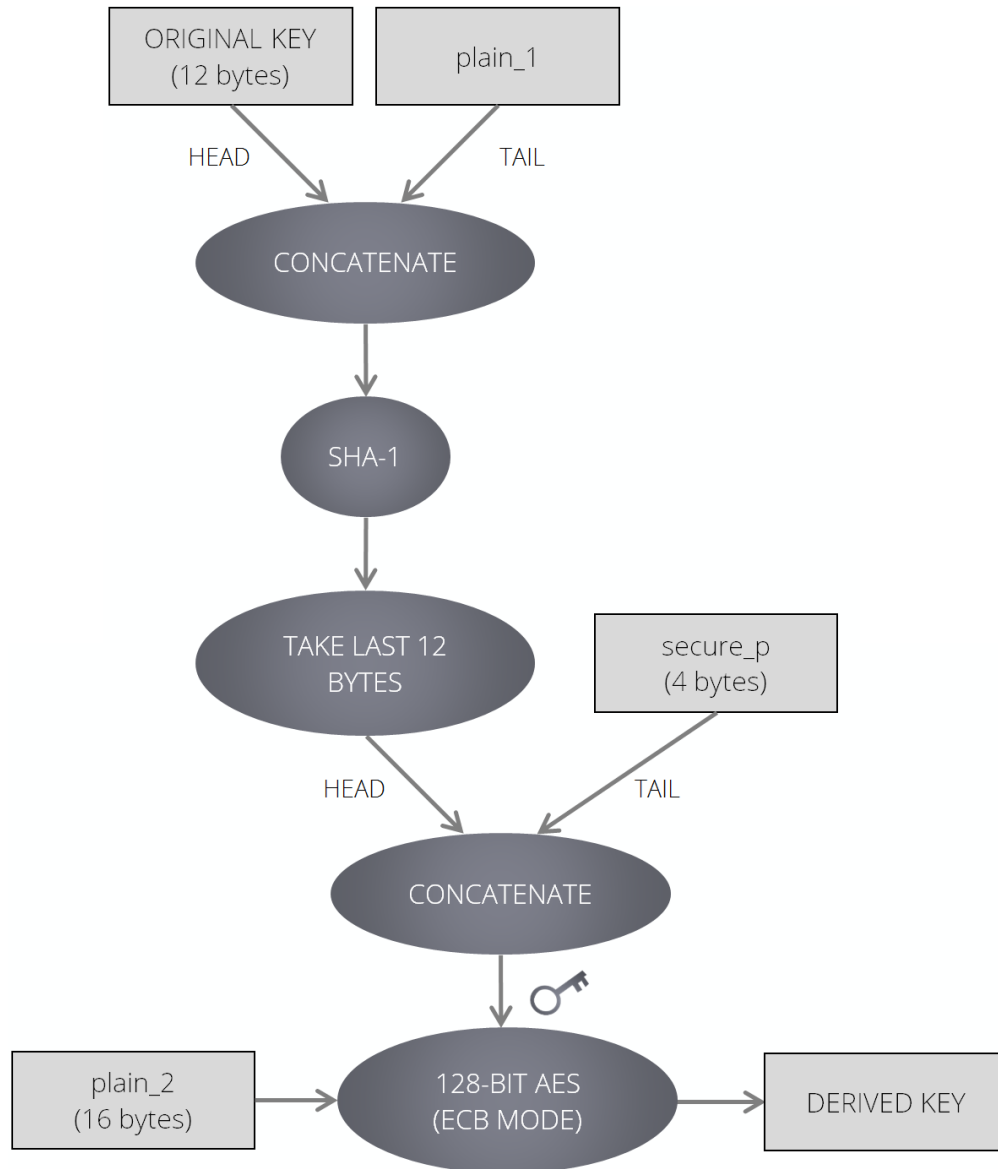 ORIGINAL KEY
(12 bytes)
plain_1
HEAD
TAIL
CONCATENATE
SHA-1
TAKE LAST 12
BYTES
secure_p
(4 bytes)
HEAD
TAIL
CONCATENATE
plain_2
(16 bytes)
128-BIT AES
(ECB MODE)
DERIVED KEY